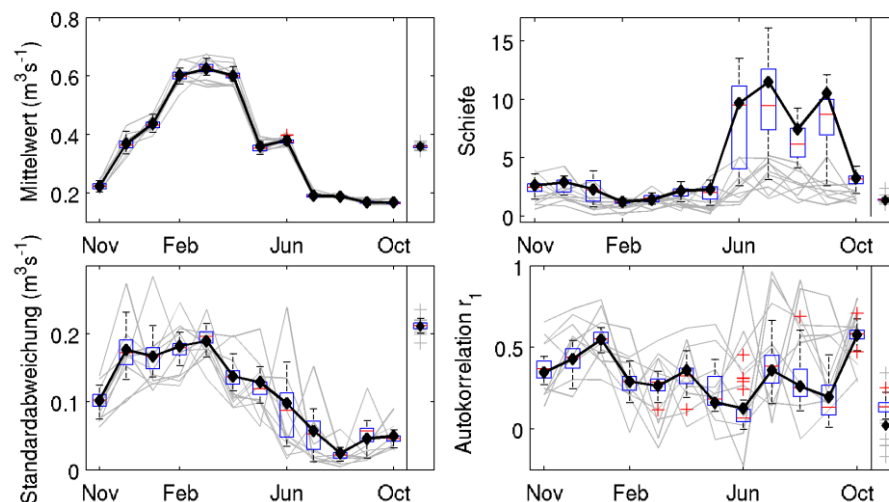 Mittelwert (m³s⁻¹)
0.8
0.6
0.4
0.2
Nov
Feb
Jun
Oct
Schiefe
15
10
5
0
Nov
Feb
Jun
Oct
Standardabweichung (m³s⁻¹)
0.2
0.1
0
Nov
Feb
Jun
Oct
Autokorrelation r₁
1
0.5
0
Nov
Feb
Jun
Oct